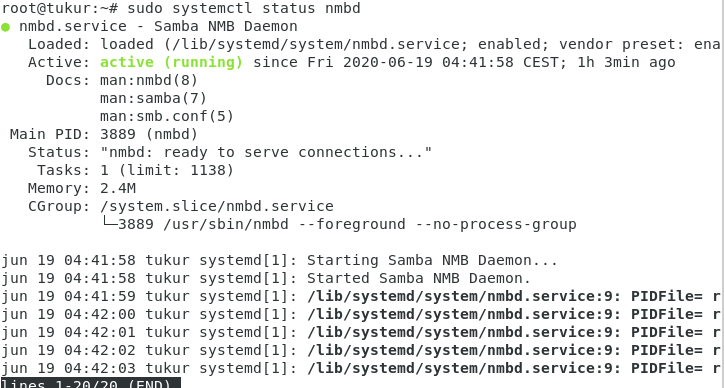 root@tukur:~# sudo systemctl status nmbd
● nmbd.service - Samba NMB Daemon
   Loaded: loaded (/lib/systemd/system/nmbd.service; enabled; vendor preset: ena
   Active: active (running) since Fri 2020-06-19 04:41:58 CEST; 1h 3min ago
     Docs: man:nmbd(8)
           man:samba(7)
           man:smb.conf(5)
 Main PID: 3889 (nmbd)
   Status: "nmbd: ready to serve connections..."
    Tasks: 1 (limit: 1138)
   Memory: 2.4M
   CGroup: /system.slice/nmbd.service
           └─3889 /usr/sbin/nmbd --foreground --no-process-group

jun 19 04:41:58 tukur systemd[1]: Starting Samba NMB Daemon...
jun 19 04:41:58 tukur systemd[1]: Started Samba NMB Daemon.
jun 19 04:41:59 tukur systemd[1]: /lib/systemd/system/nmbd.service:9: PIDFile= r
jun 19 04:42:00 tukur systemd[1]: /lib/systemd/system/nmbd.service:9: PIDFile= r
jun 19 04:42:01 tukur systemd[1]: /lib/systemd/system/nmbd.service:9: PIDFile= r
jun 19 04:42:02 tukur systemd[1]: /lib/systemd/system/nmbd.service:9: PIDFile= r
jun 19 04:42:03 tukur systemd[1]: /lib/systemd/system/nmbd.service:9: PIDFile= r
lines 1-20/20 (END)